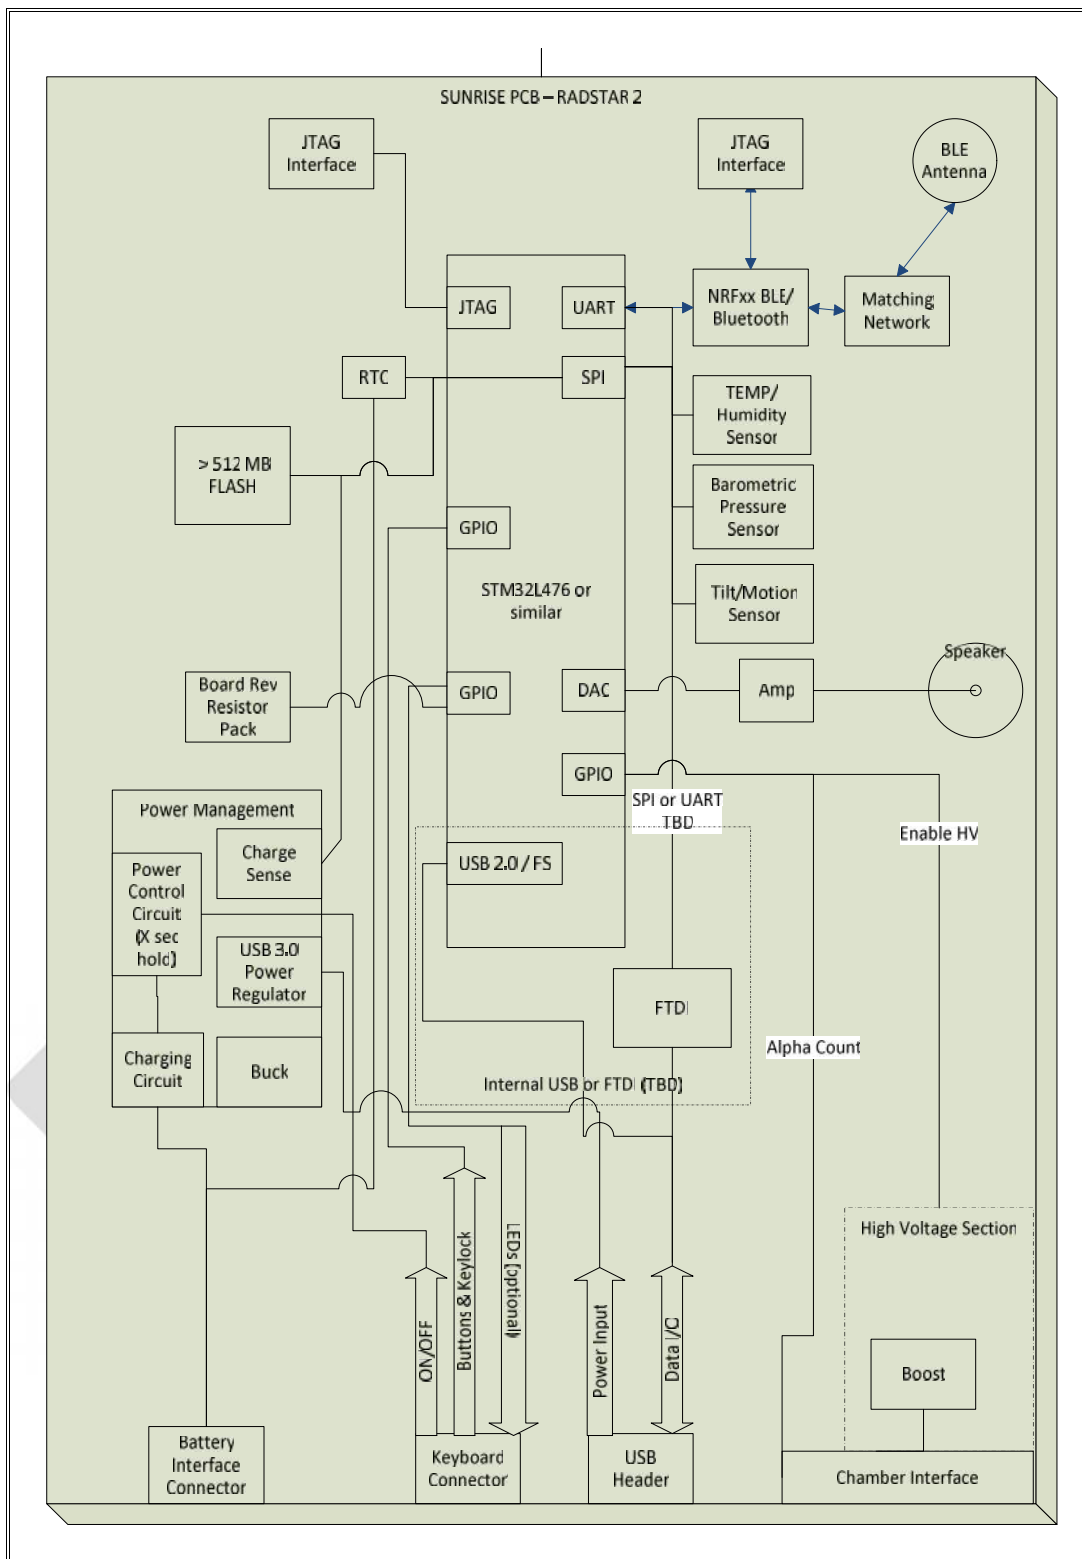 SUNRISE PCB – RADSTAR 2
JTAG
Interface
JTAG
Interface
BLE
Antenna
JTAG
UART
NRFxx BLE/
Bluetooth
Matching
Network
RTC
SPI
TEMP/
Humidity
Sensor
> 512 MB
FLASH
Barometric
Pressure
Sensor
GPIO
STM32L476 or
similar
Tilt/Motion
Sensor
Speaker
Board Rev
Resistor
Pack
GPIO
DAC
Amp
GPIO
SPI or UART
TBD
Enable HV
Power Management
Charge
Sense
Power
Control
Circuit
(X sec
hold)
USB 2.0 / FS
USB 3.0
Power
Regulator
FTDI
Alpha Count
Charging
Circuit
Buck
Internal USB or FTDI (TBD)
High Voltage Section
ON/OFF
Buttons & Keylock
LEDs (optional)
Power Input
Data I/O
Boost
Battery
Interface
Connector
Keyboard
Connector
USB
Header
Chamber Interface